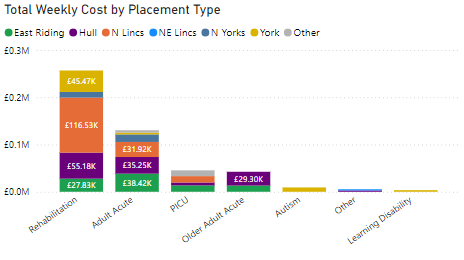 Total Weekly Cost by Placement Type
East Riding Hull N Lincs NE Lincs N Yorks York Other
£0.3M
£0.2M
£0.1M
£0.0M
£45.47K
£116.53K
£55.18K
£27.83K
£31.92K
£35.25K
£38.42K
£29.30K
Rehabilitation
Adult Acute
PICU
Older Adult Acute
Autism
Other
Learning Disability